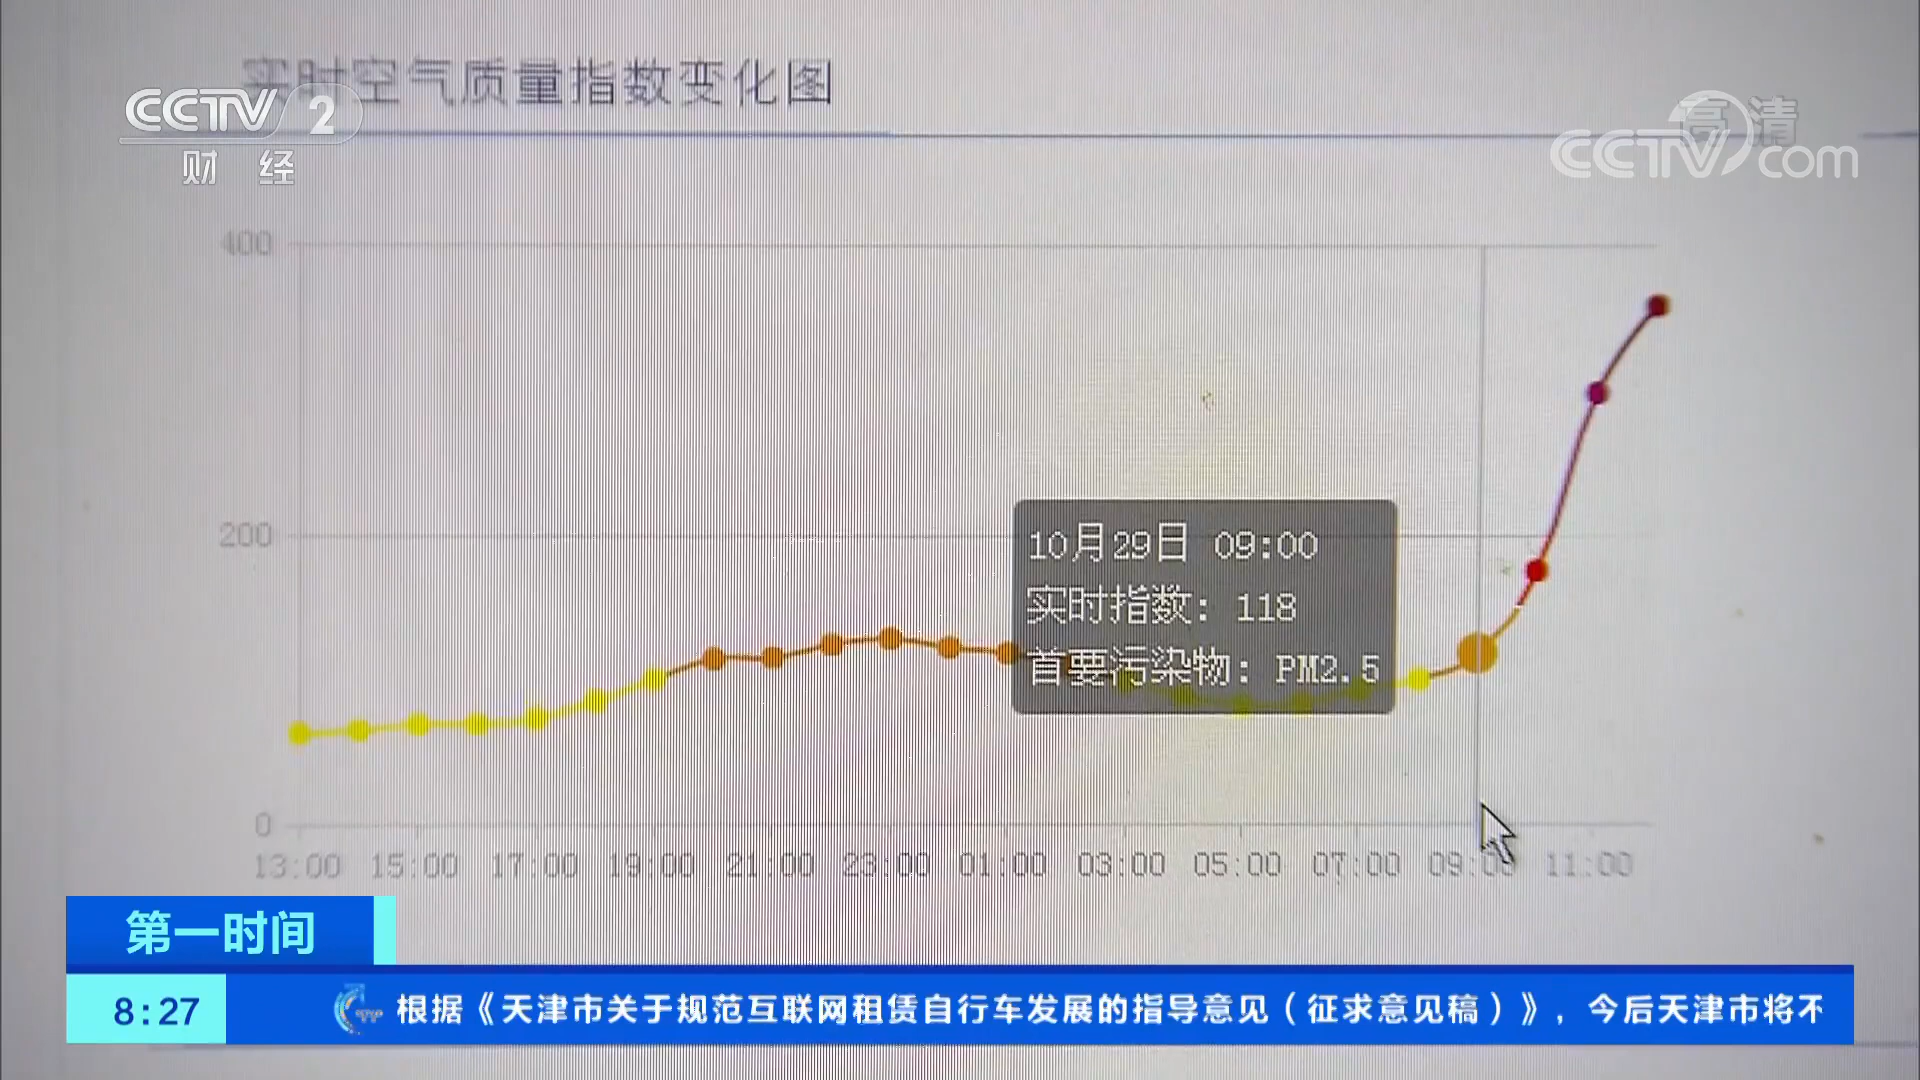 实时空气质量指数变化图
CCTV 2
财 经
高清
CCTV.com
400
200
0
10月29日 09:00
实时指数: 118
首要污染物: PM2.5
13:00 15:00 17:00 19:00 21:00 23:00 01:00 03:00 05:00 07:00 09:00 11:00
第一时间
8:27
根据《天津市关于规范互联网租赁自行车发展的指导意见（征求意见稿）》，今后天津市将不